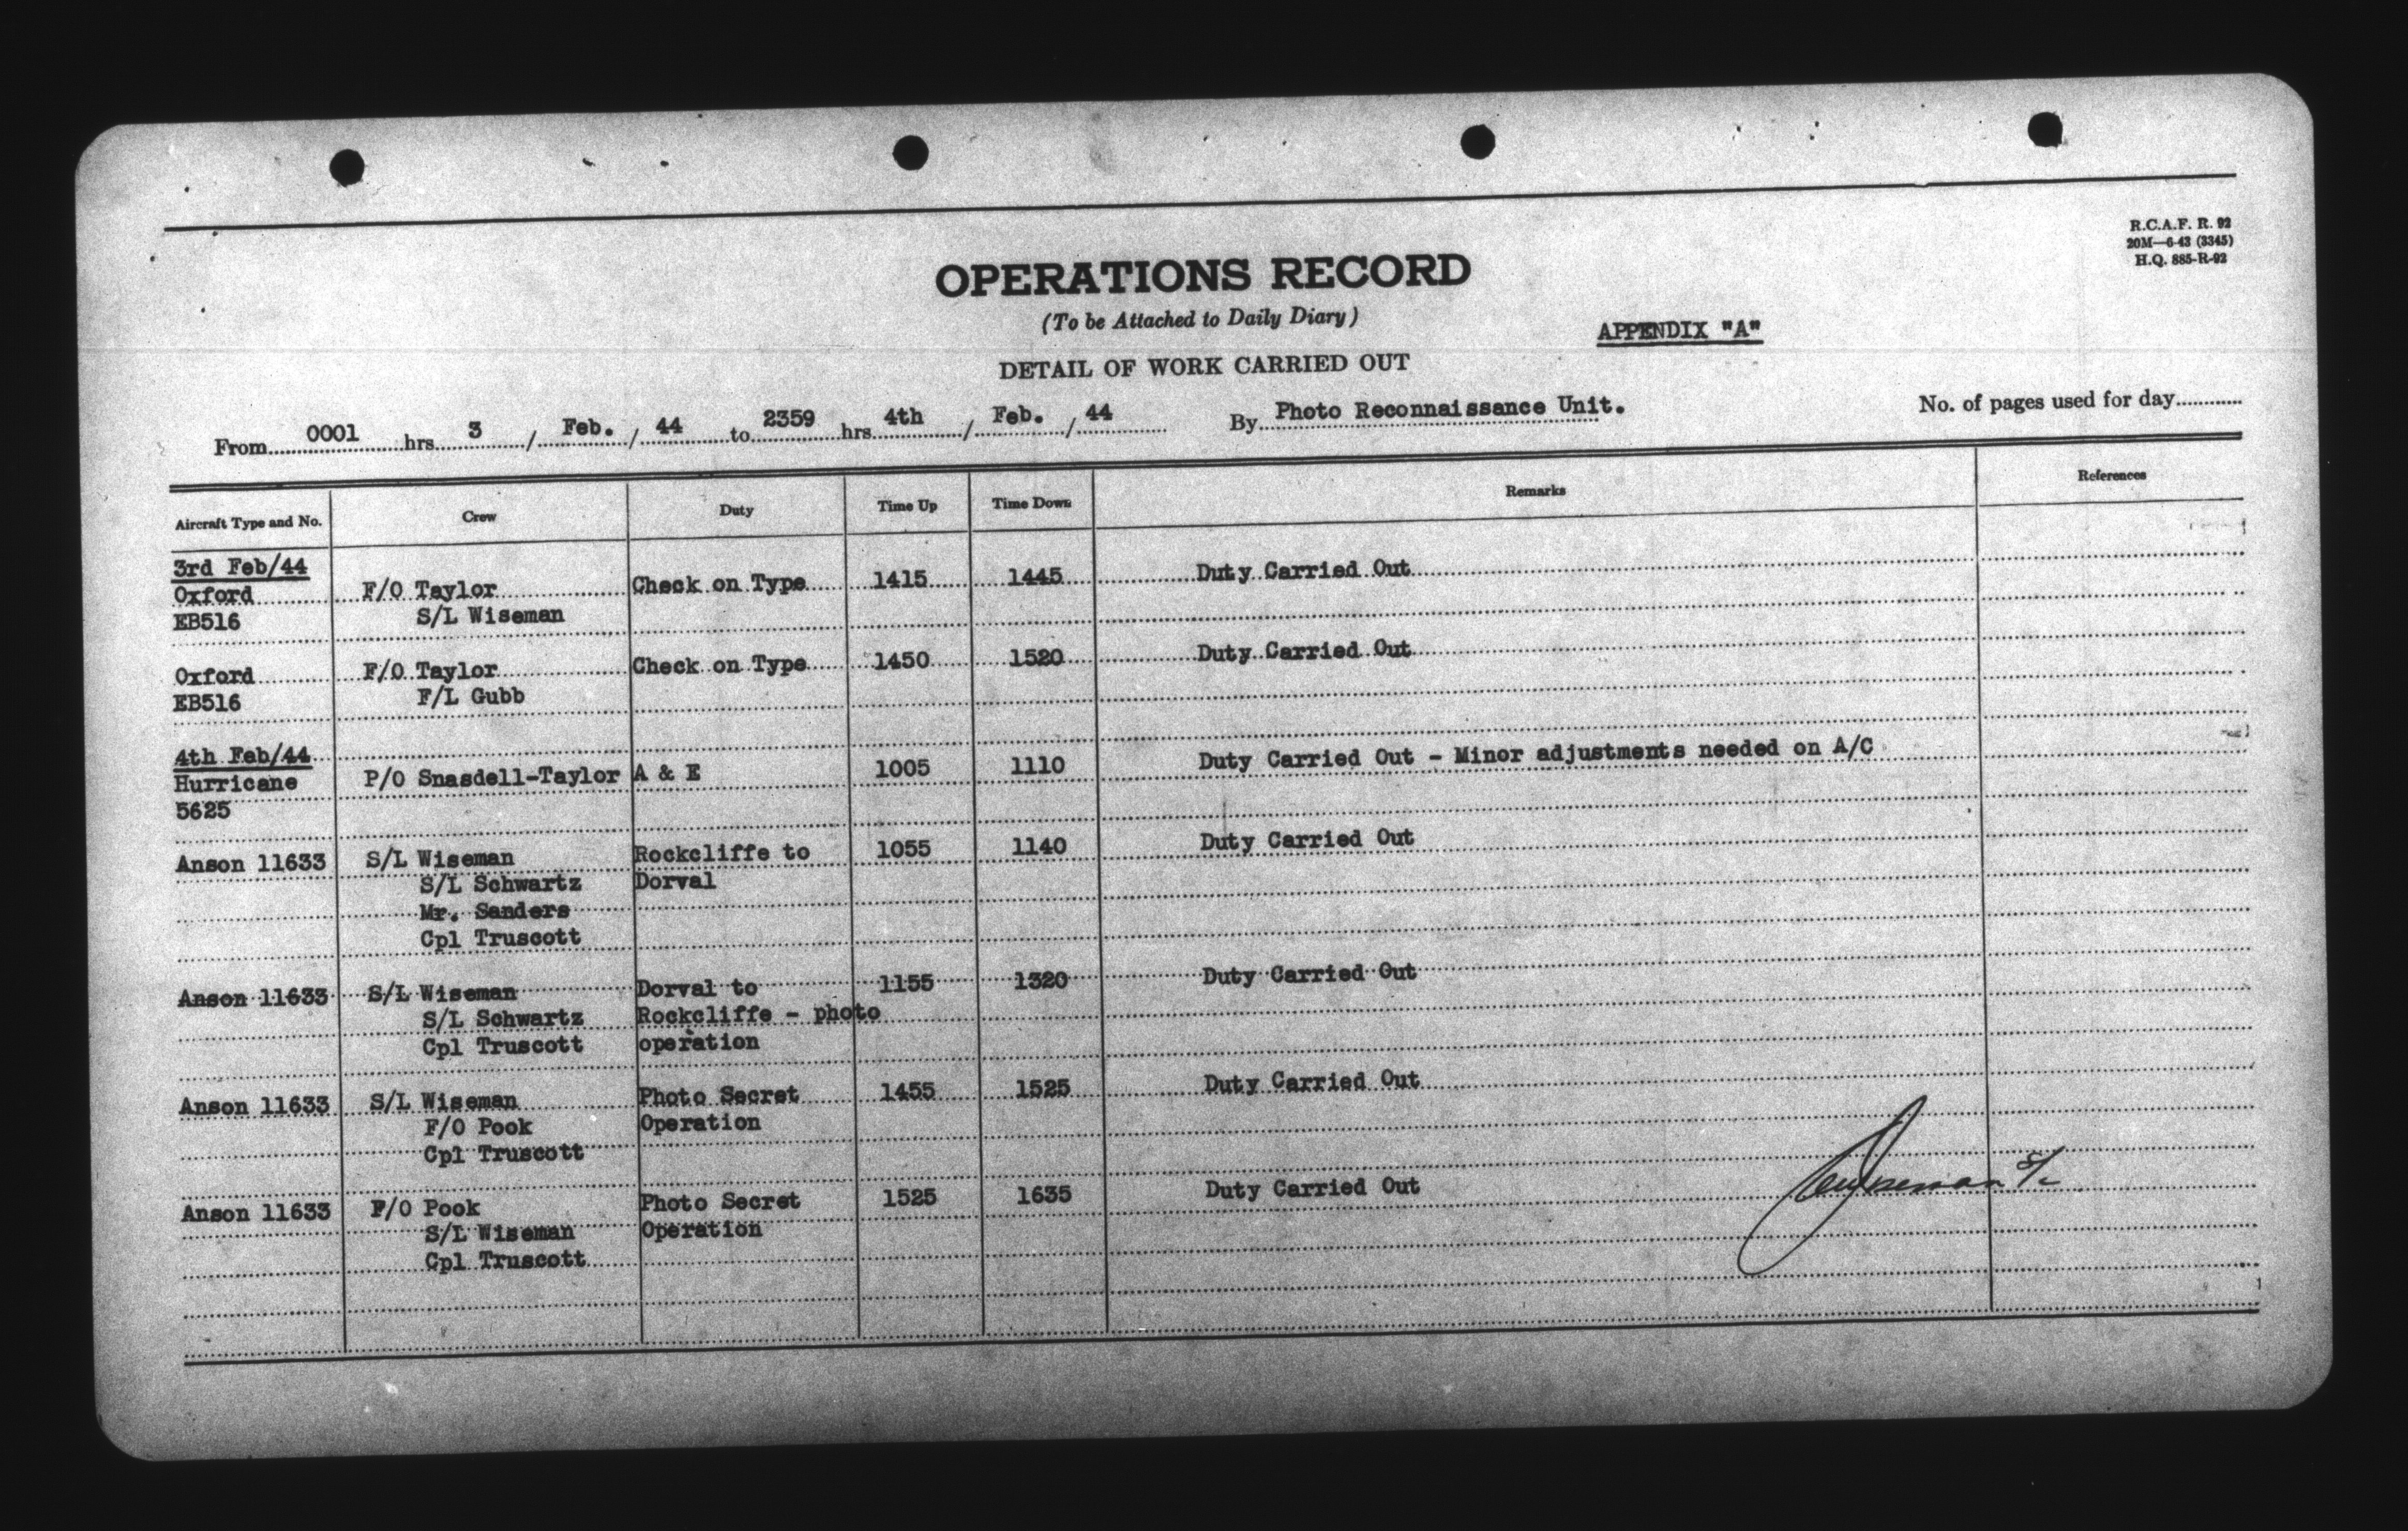 R.C.A.F. R. 92
20M—6-43 (3345)
H.Q. 885-R-92
OPERATIONS RECORD
(To be Attached to Daily Diary)
APPENDIX "A"
DETAIL OF WORK CARRIED OUT
From 0001 hrs 3 / Feb. / 44 to 2359 hrs 4th / Feb. / 44 By Photo Reconnaissance Unit. No. of pages used for day
Aircraft Type and No. Crew Duty Time Up Time Down Remarks References
3rd Feb/44
Oxford F/O Taylor Check on Type 1415 1445 Duty Carried Out
EB516 S/L Wiseman
Oxford F/O Taylor Check on Type 1450 1520 Duty Carried Out
EB516 F/L Gubb
4th Feb/44
Hurricane P/O Snasdell-Taylor A & E 1005 1110 Duty Carried Out - Minor adjustments needed on A/C
5625
Anson 11633 S/L Wiseman Rockcliffe to 1055 1140 Duty Carried Out
S/L Schwartz Dorval
Mr. Sanders
Cpl Truscott
Anson 11633 S/L Wiseman Dorval to 1155 1320 Duty Carried Out
S/L Schwartz Rockcliffe - photo
Cpl Truscott operation
Anson 11633 S/L Wiseman Photo Secret 1455 1525 Duty Carried Out
F/O Pook Operation
Cpl Truscott
Anson 11633 F/O Pook Photo Secret 1525 1635 Duty Carried Out
S/L Wiseman Operation
Cpl Truscott
S/L